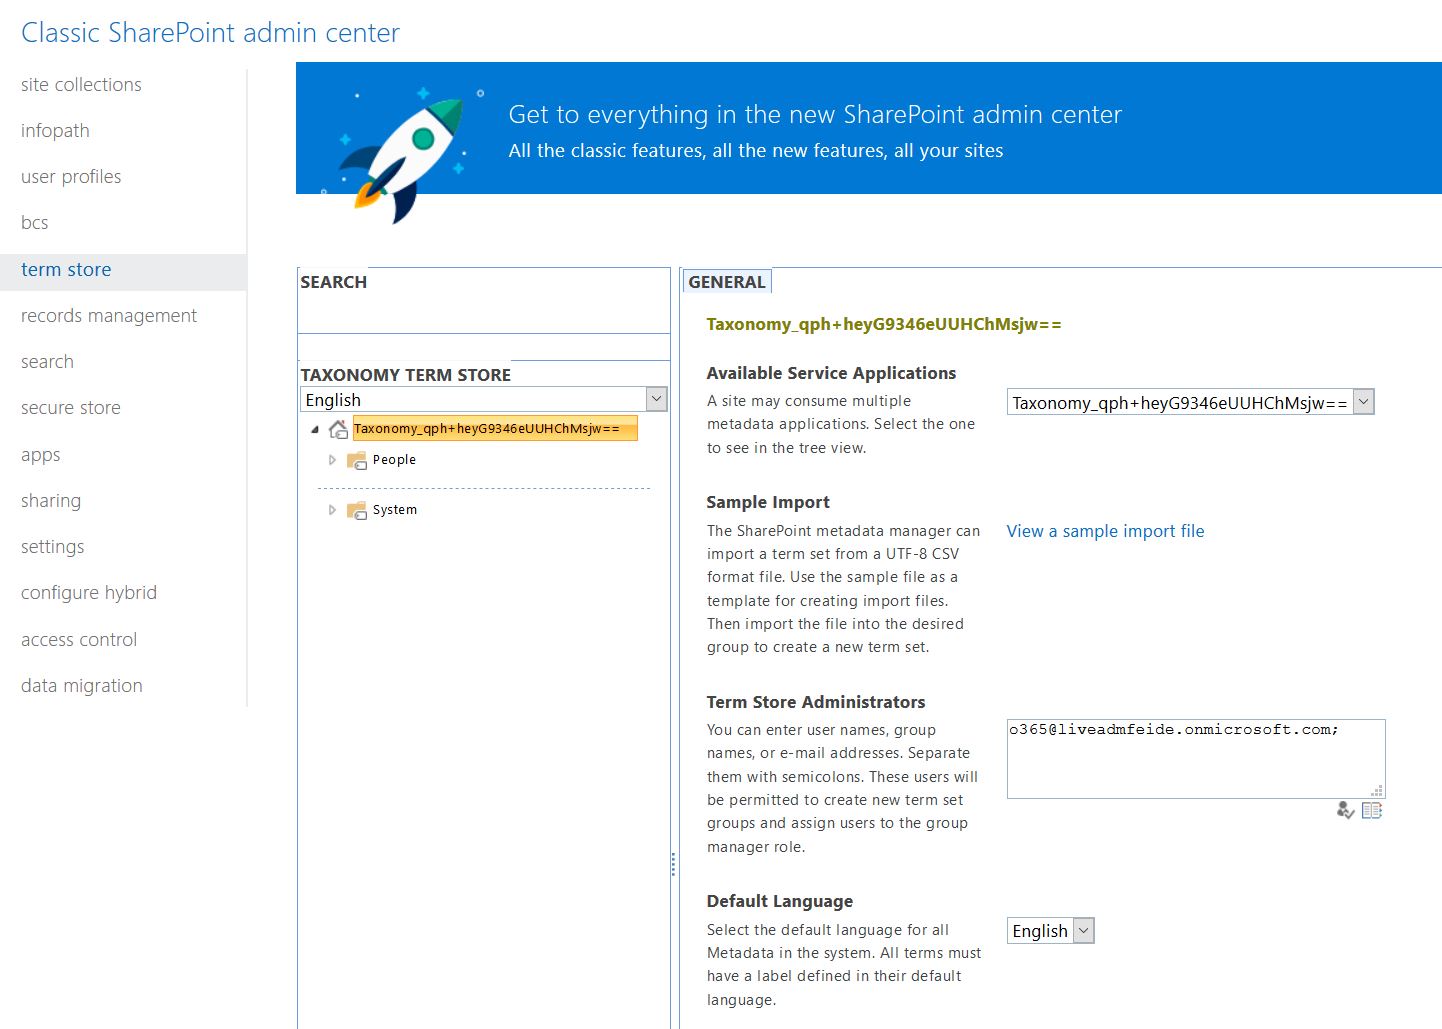 Classic SharePoint admin center
site collections
infopath
user profiles
bcs
term store
records management
search
secure store
apps
sharing
settings
configure hybrid
access control
data migration
Get to everything in the new SharePoint admin center
All the classic features, all the new features, all your sites
SEARCH
TAXONOMY TERM STORE
English
Taxonomy_qph+heyG9346eUUHChMsjw==
People
System
GENERAL
Taxonomy_qph+heyG9346eUUHChMsjw==
Available Service Applications
A site may consume multiple
metadata applications. Select the one
to see in the tree view.
Taxonomy_qph+heyG9346eUUHChMsjw==
Sample Import
The SharePoint metadata manager can
import a term set from a UTF-8 CSV
format file. Use the sample file as a
template for creating import files.
Then import the file into the desired
group to create a new term set.
View a sample import file
Term Store Administrators
You can enter user names, group
names, or e-mail addresses. Separate
them with semicolons. These users will
be permitted to create new term set
groups and assign users to the group
manager role.
o365@liveadmfeide.onmicrosoft.com;
Default Language
Select the default language for all
Metadata in the system. All terms must
have a label defined in their default
language.
English